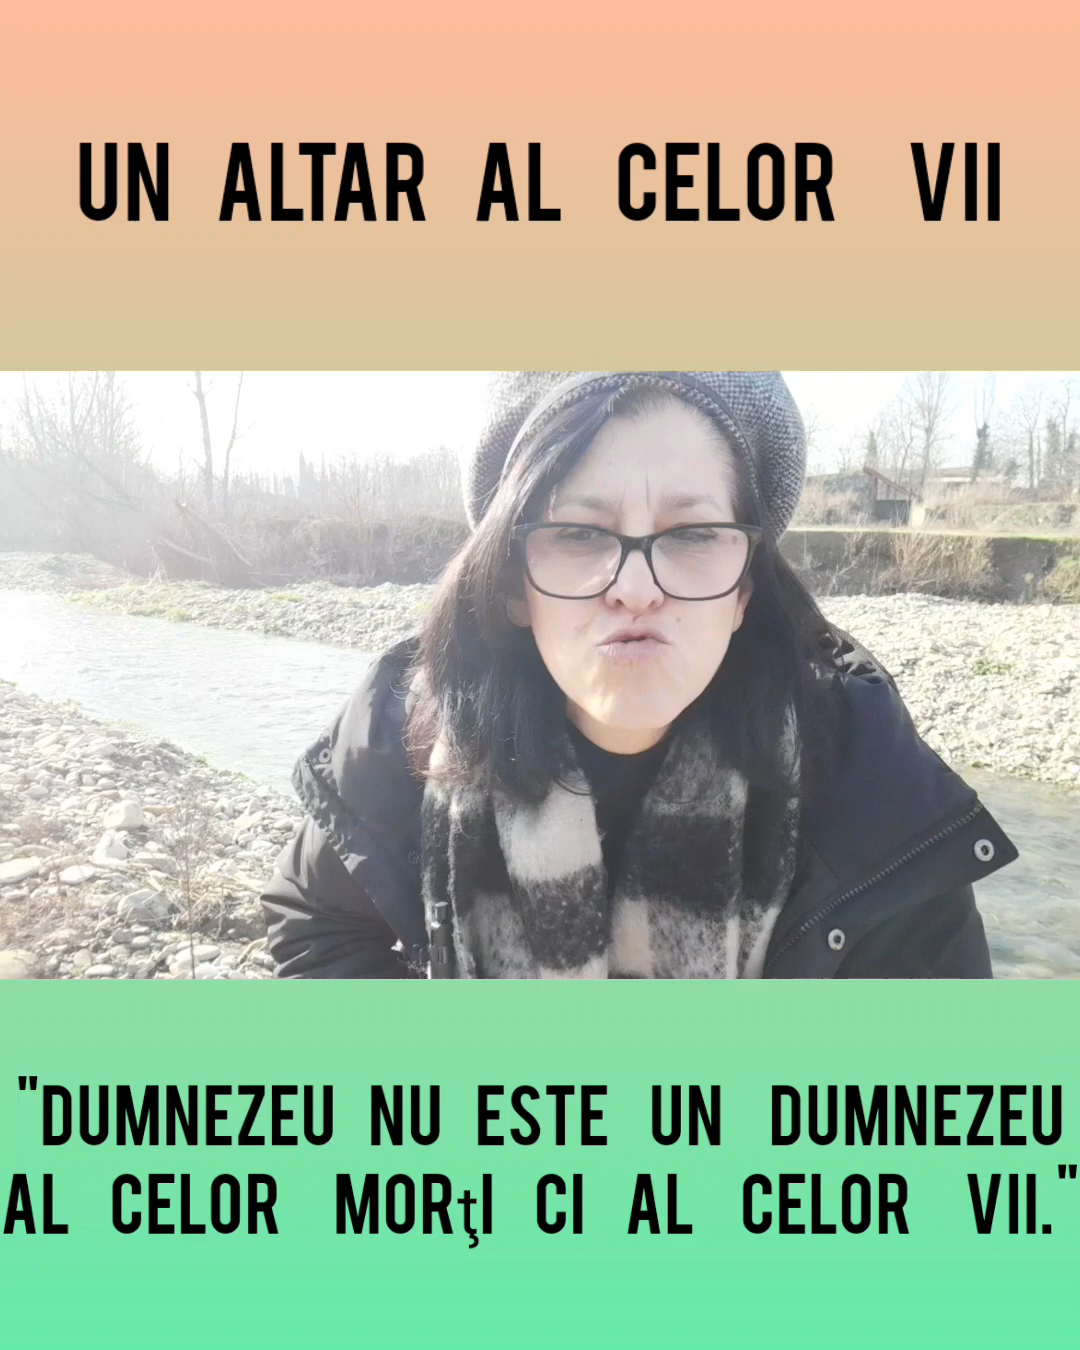 UN ALTAR AL CELOR VII
"DUMNEZEU NU ESTE UN DUMNEZEU
AL CELOR MORţI CI AL CELOR VII."